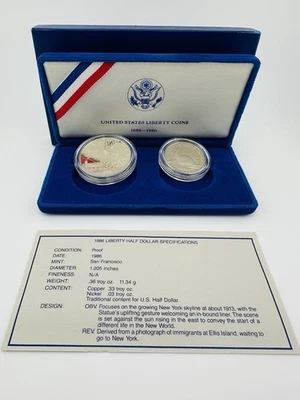 UNITED STATES LIBERTY COINS
1886-1986
1986 LIBERTY HALF DOLLAR SPECIFICATIONS
CONDITION: Proof
DATE: 1986
MINT: San Francisco
DIAMETER: 1.205 inches
FINENESS: N/A
WEIGHT: .36 troy oz. 11.34 g
CONTENT: Copper .33 troy oz.
Nickel .03 troy oz.
Traditional content for U.S. Half Dollar
DESIGN: OBV. Focuses on the growing New York skyline at about 1913, with the
Statue's uplifting gesture welcoming an in-bound liner. The scene
is set against the sun rising in the east to convey the start of a
different life in the New World.
REV. Derived from a photograph of immigrants at Ellis Island, waiting
to go to New York.